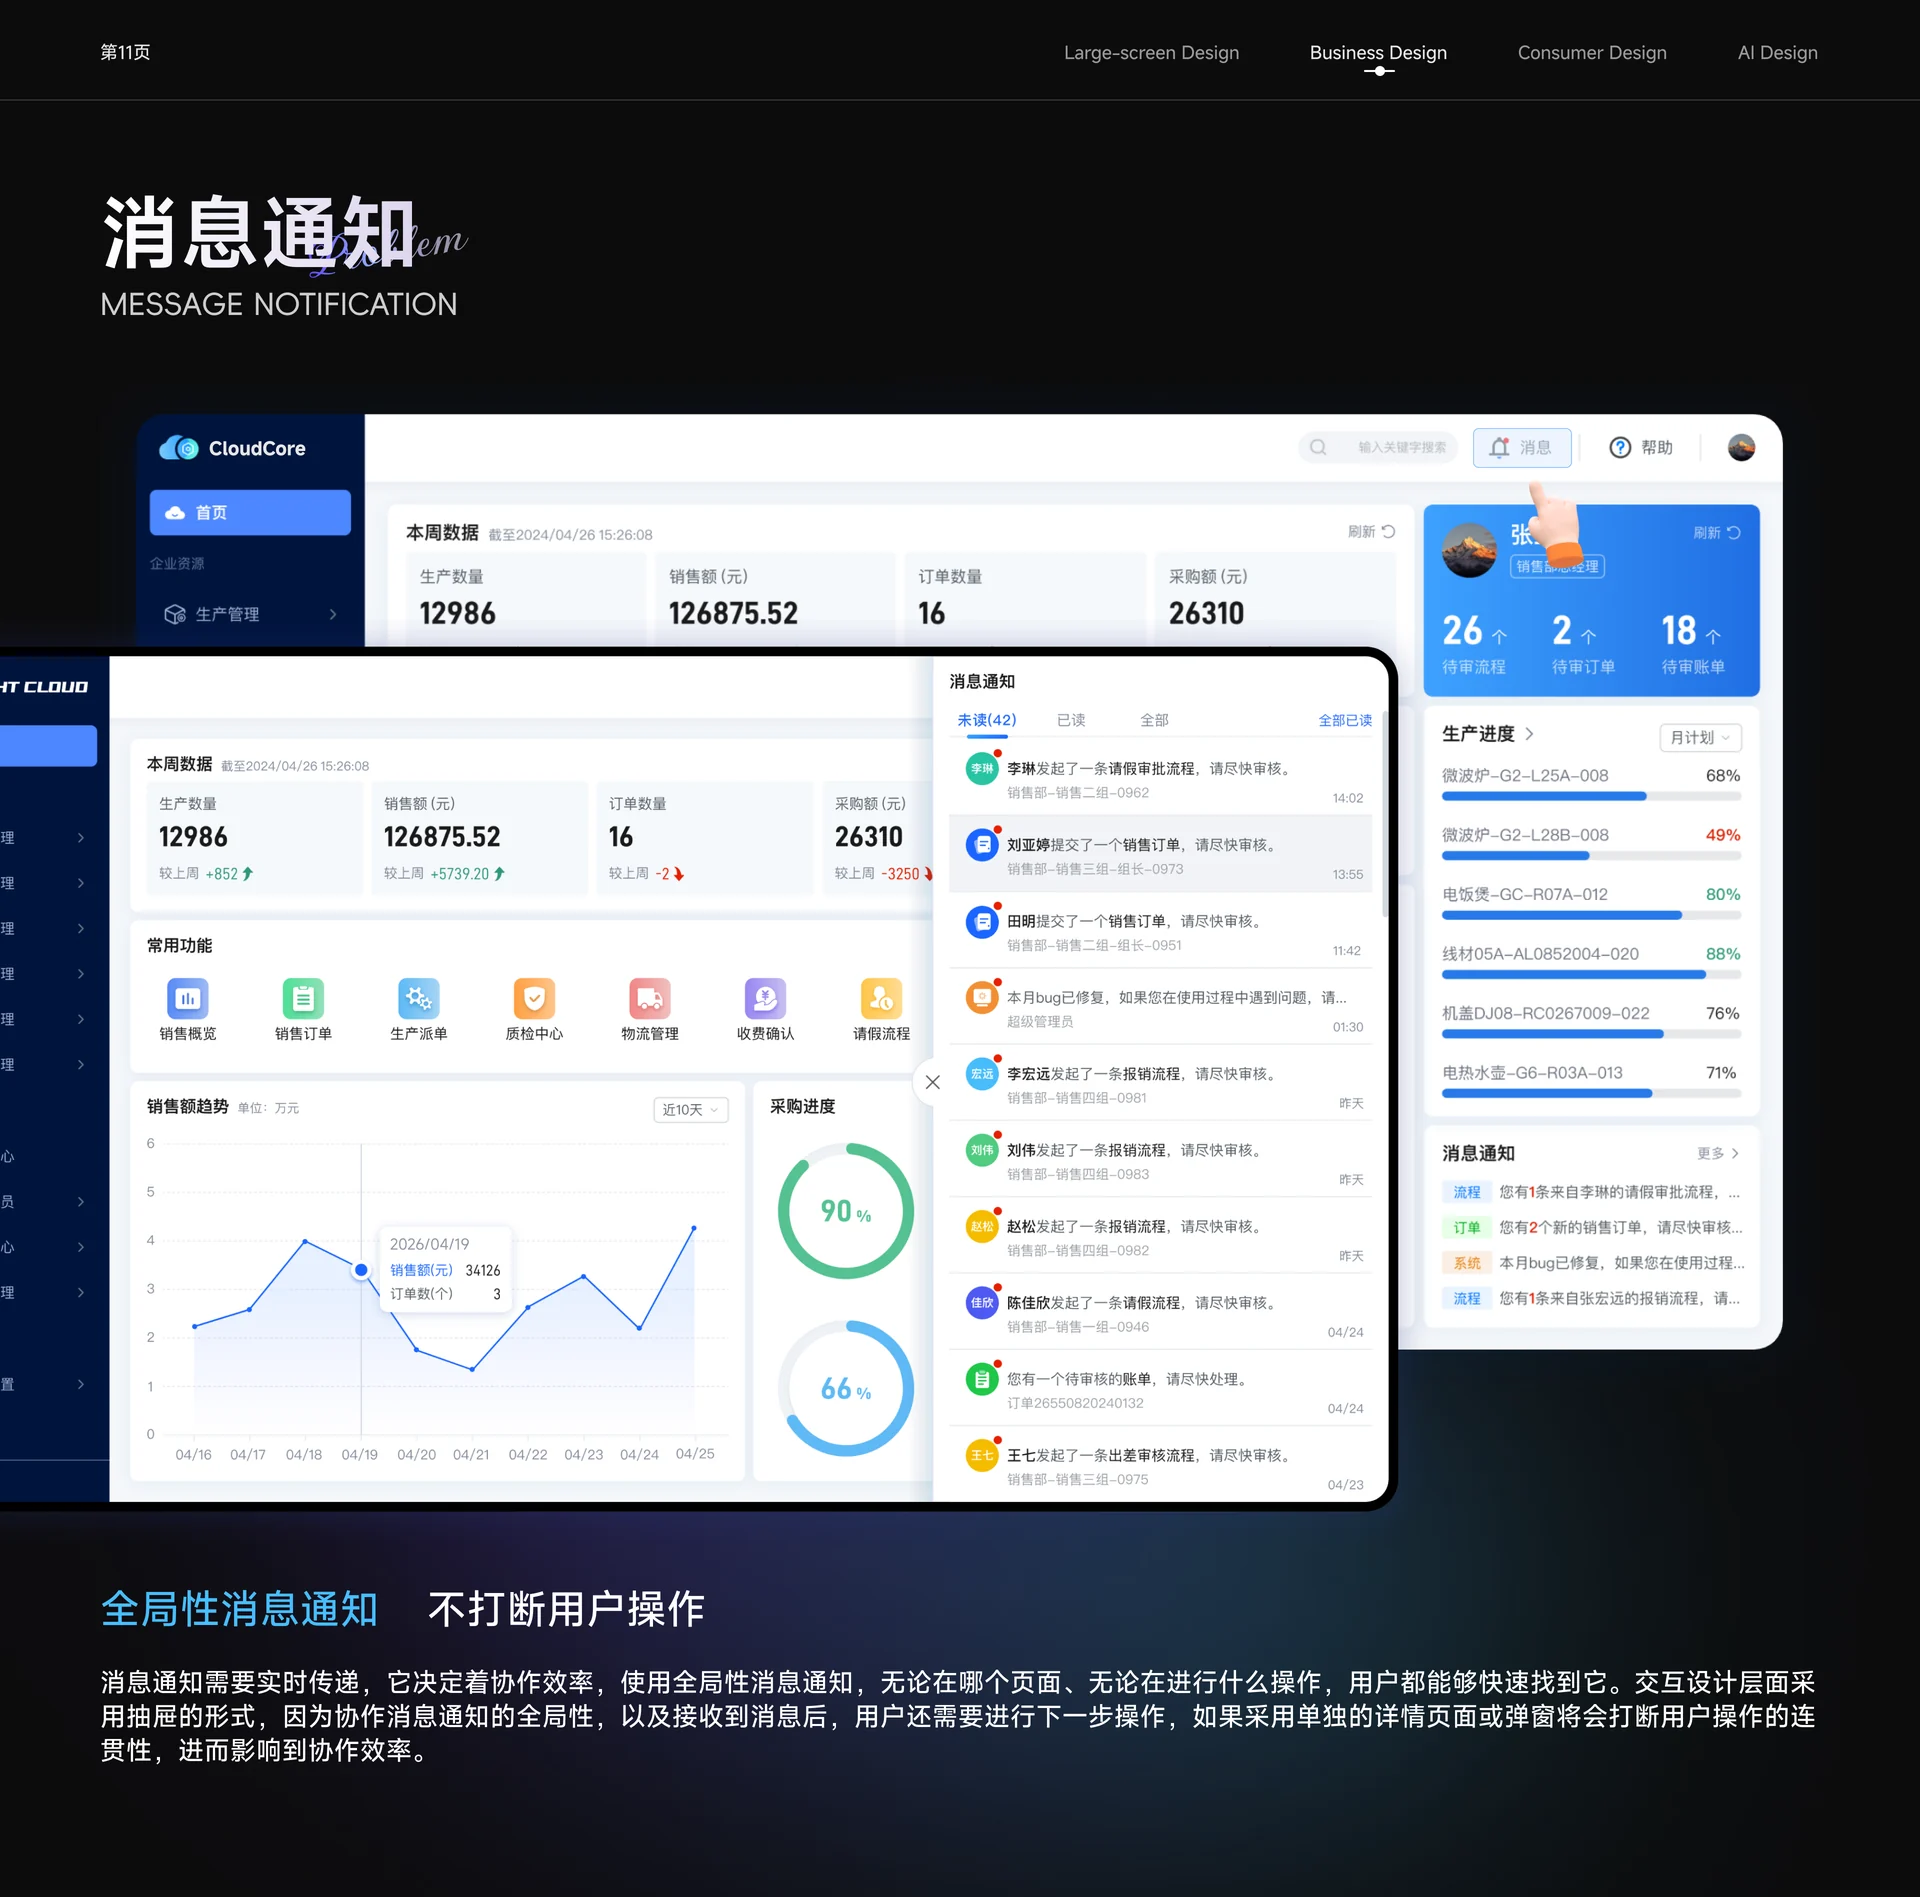 第11页
Large-screen Design
Business Design
Consumer Design
AI Design
消息通知
Problem
MESSAGE NOTIFICATION
CloudCore
输入关键字搜索
消息
帮助
首页
企业资源
生产管理
本周数据 截至2024/04/26 15:26:08
刷新
生产数量
12986
销售额 (元)
126875.52
订单数量
16
采购额 (元)
26310
刷新
26 个
待审流程
2 个
待审订单
18 个
待审账单
生产进度
月计划
微波炉-G2-L25A-008 68%
微波炉-G2-L28B-008 49%
电饭煲-GC-R07A-012 80%
线材05A-AL0852004-020 88%
机盖DJ08-RC0267009-022 76%
电热水壶-G6-R03A-013 71%
消息通知
更多
流程 您有1条来自李琳的请假审批流程，...
订单 您有2个新的销售订单，请尽快审核...
系统 本月bug已修复，如果您在使用过程...
流程 您有1条来自张宏远的报销流程，请...
HT CLOUD
理
理
理
理
理
理
心
员
心
理
置
本周数据 截至2024/04/26 15:26:08
生产数量
12986
较上周 +852
销售额 (元)
126875.52
较上周 +5739.20
订单数量
16
较上周 -2
采购额 (元)
26310
较上周 -3250
常用功能
销售概览
销售订单
生产派单
质检中心
物流管理
收费确认
请假流程
销售额趋势 单位：万元
近10天
6
5
4
3
2
1
0
2026/04/19
销售额(元) 34126
订单数(个) 3
04/16 04/17 04/18 04/19 04/20 04/21 04/22 04/23 04/24 04/25
采购进度
90 %
66 %
消息通知
未读(42)
已读
全部
全部已读
李琳
李琳发起了一条请假审批流程，请尽快审核。
销售部-销售二组-0962
14:02
刘亚婷提交了一个销售订单，请尽快审核。
销售部-销售三组-组长-0973
13:55
田明提交了一个销售订单，请尽快审核。
销售部-销售二组-组长-0951
11:42
本月bug已修复，如果您在使用过程中遇到问题，请...
超级管理员
01:30
宏远
李宏远发起了一条报销流程，请尽快审核。
销售部-销售四组-0981
昨天
刘伟
刘伟发起了一条报销流程，请尽快审核。
销售部-销售四组-0983
昨天
赵松
赵松发起了一条报销流程，请尽快审核。
销售部-销售四组-0982
昨天
佳欣
陈佳欣发起了一条请假流程，请尽快审核。
销售部-销售一组-0946
04/24
您有一个待审核的账单，请尽快处理。
订单26550820240132
04/24
王七
王七发起了一条出差审核流程，请尽快审核。
销售部-销售三组-0975
04/23
全局性消息通知 不打断用户操作
消息通知需要实时传递，它决定着协作效率，使用全局性消息通知，无论在哪个页面、无论在进行什么操作，用户都能够快速找到它。交互设计层面采
用抽屉的形式，因为协作消息通知的全局性，以及接收到消息后，用户还需要进行下一步操作，如果采用单独的详情页面或弹窗将会打断用户操作的连
贯性，进而影响到协作效率。